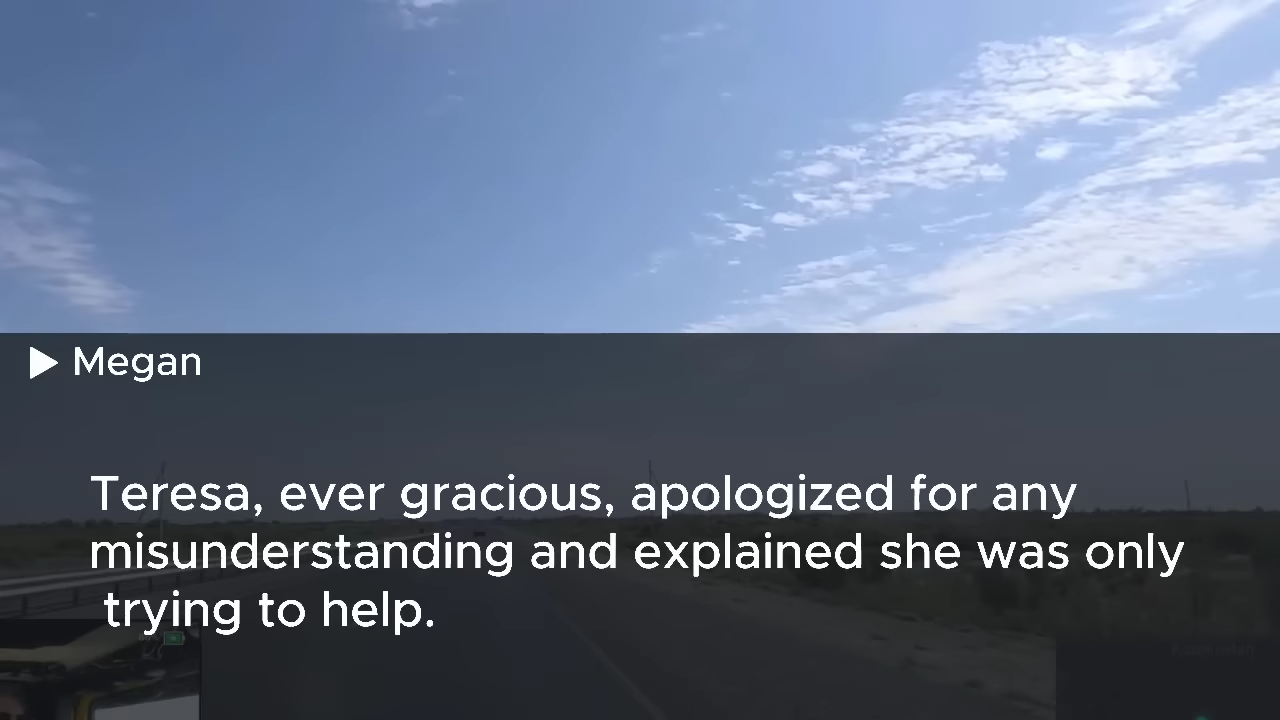 Megan
Teresa, ever gracious, apologized for any
misunderstanding and explained she was only
trying to help.